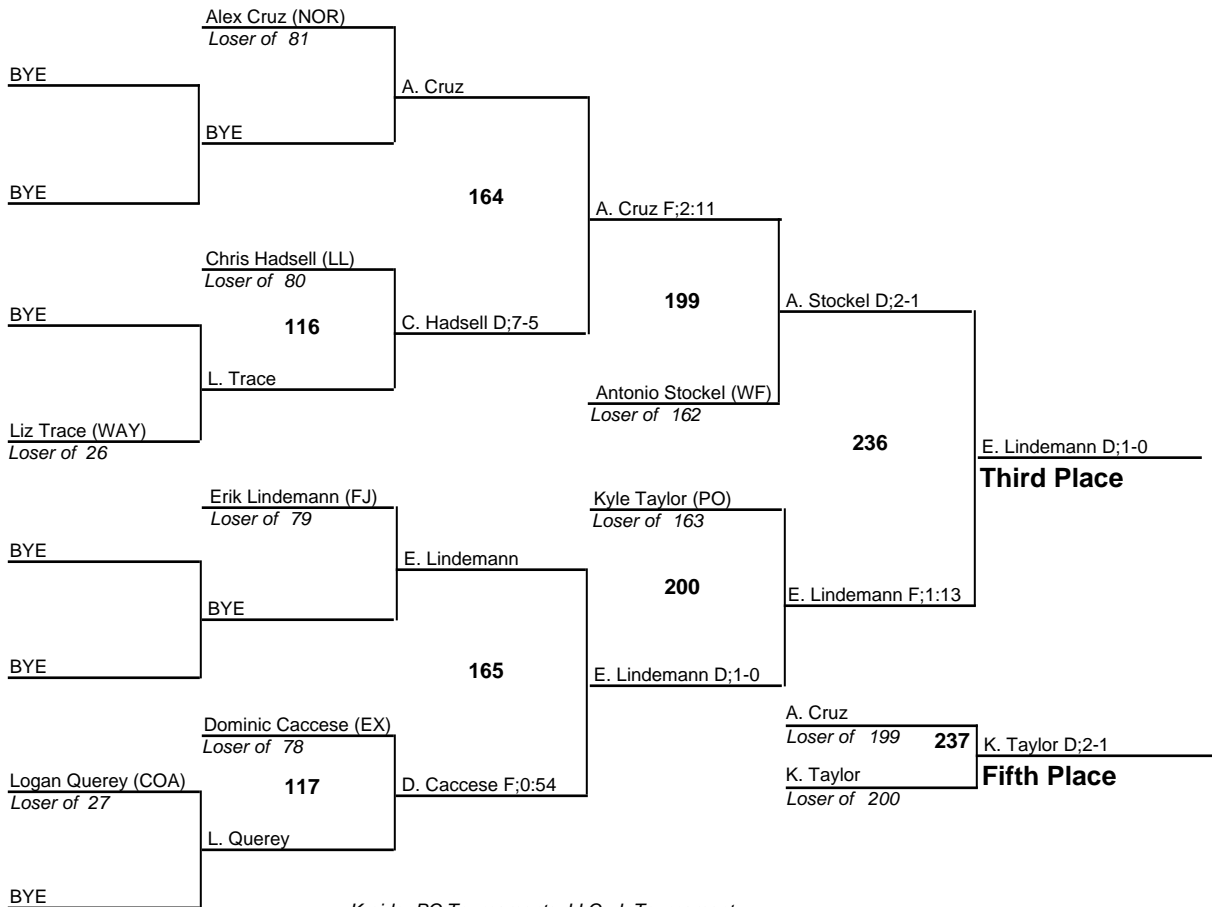 Alex Cruz (NOR)
Loser of 81
BYE
A. Cruz
BYE
BYE
164
A. Cruz F;2:11
Chris Hadsell (LL)
Loser of 80
199
A. Stockel D;2-1
BYE
116
C. Hadsell D;7-5
L. Trace
Antonio Stockel (WF)
Loser of 162
Liz Trace (WAY)
Loser of 26
236
E. Lindemann D;1-0
Third Place
Erik Lindemann (FJ)
Loser of 79
Kyle Taylor (PO)
Loser of 163
BYE
E. Lindemann
200
E. Lindemann F;1:13
BYE
BYE
165
E. Lindemann D;1-0
Dominic Caccese (EX)
Loser of 78
A. Cruz
Loser of 199
237
K. Taylor D;2-1
Fifth Place
Logan Querey (COA)
Loser of 27
117
D. Caccese F;0:54
K. Taylor
Loser of 200
L. Querey
BYE